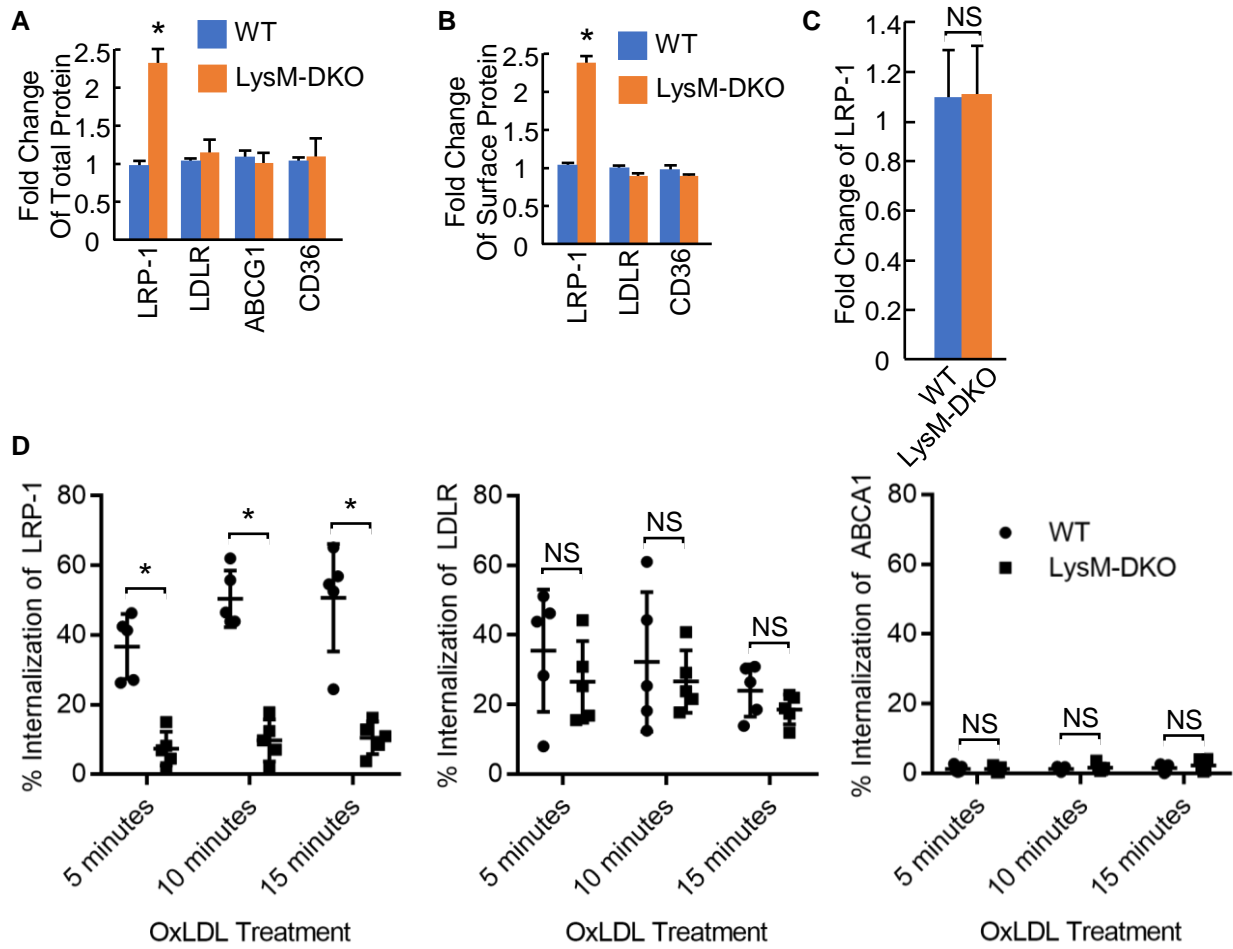 A
*
WT
LysM-DKO
Fold Change
Of Total Protein
2.5
2
1.5
1
0.5
0
LRP-1
LDLR
ABCG1
CD36
B
*
WT
LysM-DKO
Fold Change
Of Surface Protein
2.5
2
1.5
1
0.5
0
LRP-1
LDLR
CD36
C
NS
Fold Change of LRP-1
1.4
1.2
1
0.8
0.6
0.4
0.2
0
WT
LysM-DKO
D
% Internalization of LRP-1
80
60
40
20
0
*
*
*
5 minutes
10 minutes
15 minutes
OxLDL Treatment
% Internalization of LDLR
80
60
40
20
0
NS
NS
NS
5 minutes
10 minutes
15 minutes
OxLDL Treatment
% Internalization of ABCA1
80
60
40
20
0
WT
LysM-DKO
NS
NS
NS
5 minutes
10 minutes
15 minutes
OxLDL Treatment